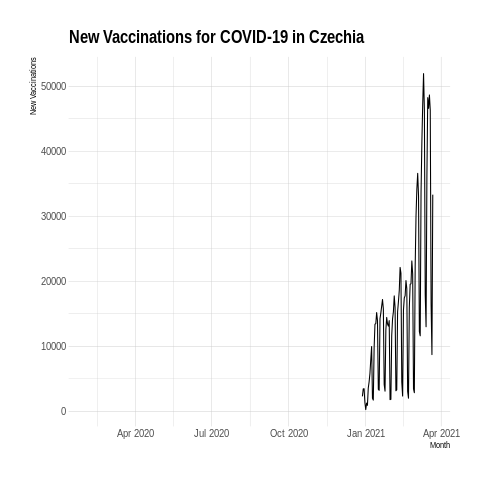 New Vaccinations for COVID-19 in Czechia
New Vaccinations
50000
40000
30000
20000
10000
0
Apr 2020 Jul 2020 Oct 2020 Jan 2021 Apr 2021
Month